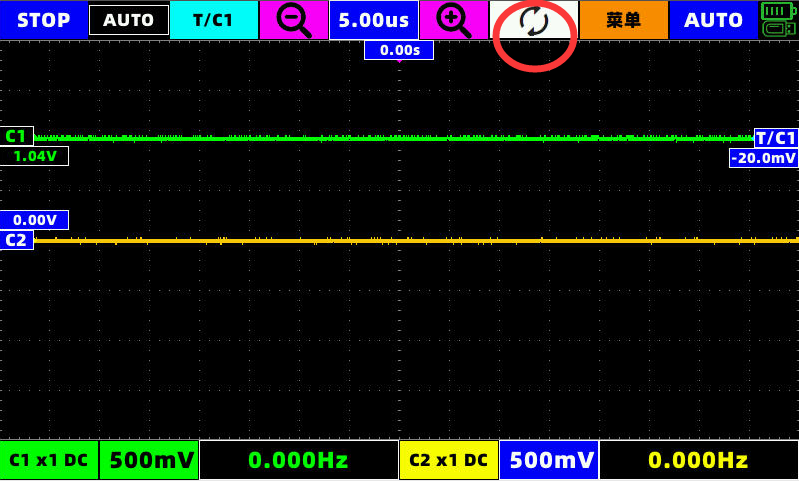 STOP AUTO T/C1 5.00us 菜单 AUTO
0.00s
C1 T/C1
1.04V -20.0mV
0.00V
C2
C1 x1 DC 500mV 0.000Hz C2 x1 DC 500mV 0.000Hz